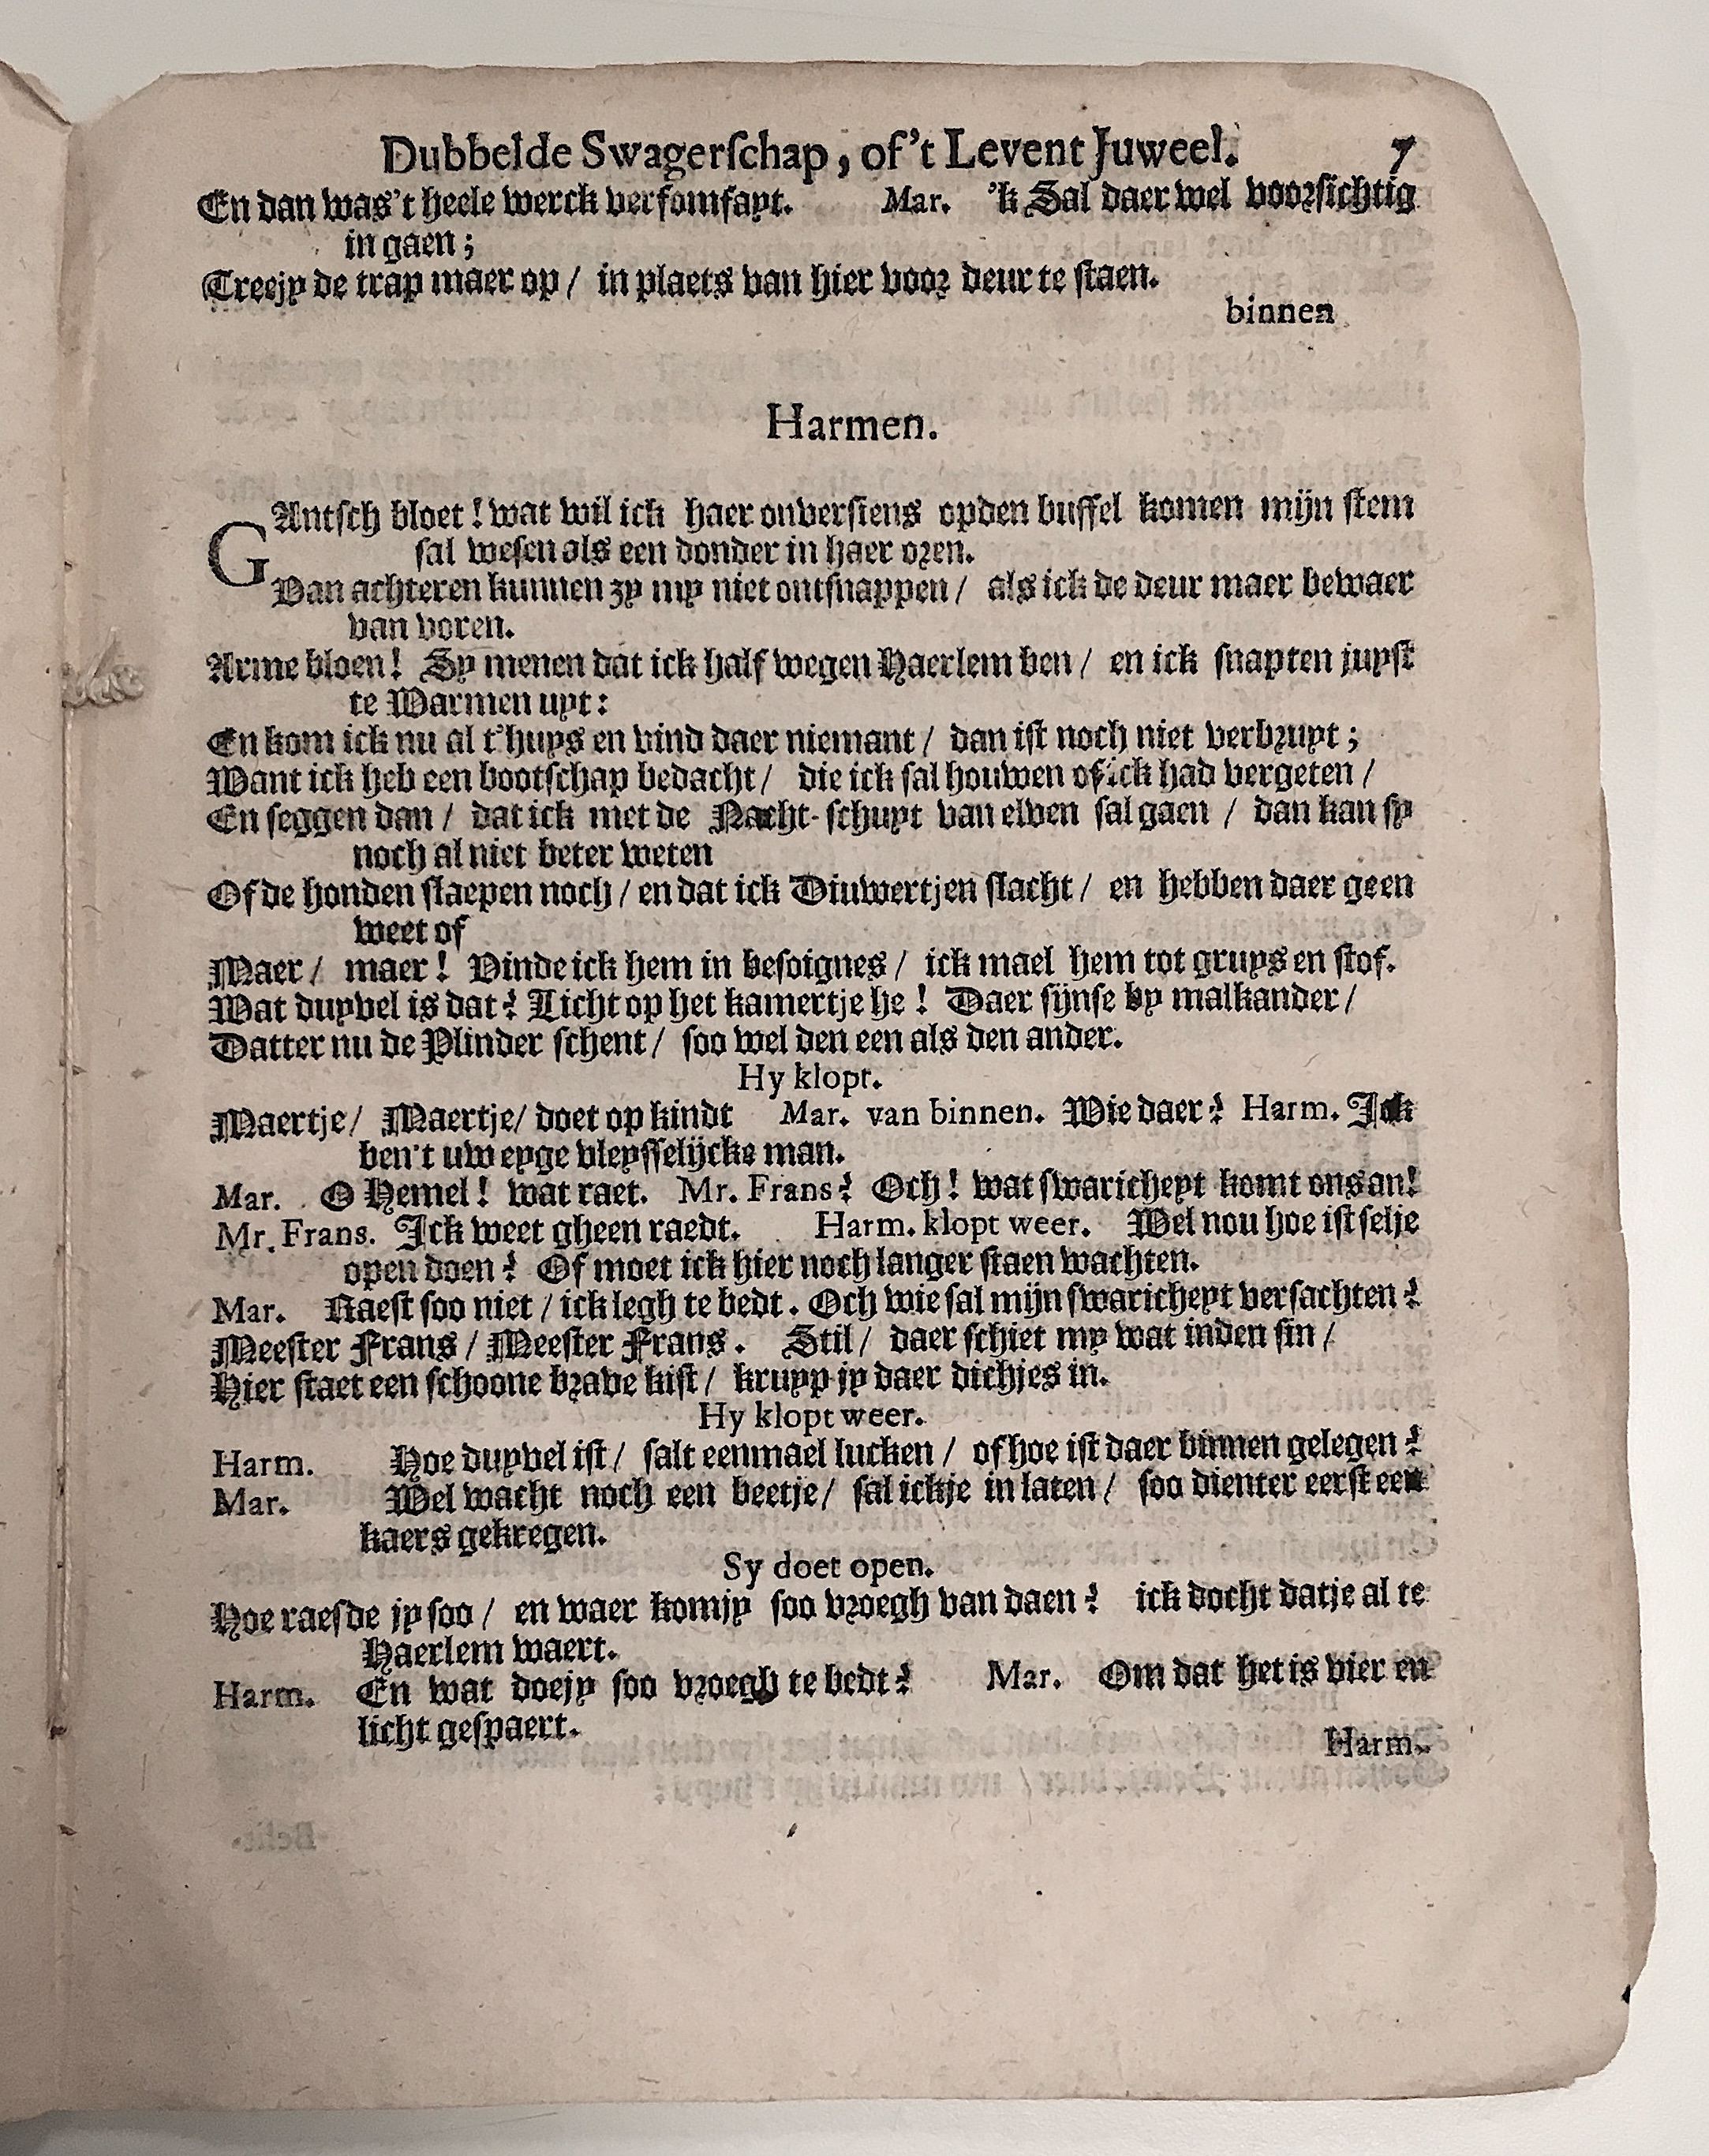 Dubbelde Swagerſchap, of't Levent Juweel. 7
En dan was't heele werck verfomfayt. Mar. 'k Sal daer wel voorſichtig
in gaen;
Treejy de trap maer op / in plaets van hier voor deur te ſtaen.
binnen
Harmen.
GAntſch bloet! wat wil ick haer onverſiens opden buffel komen mijn ſtem
ſal weſen als een donder in haer oren.
Van achteren kunnen zy my niet ontſnappen / als ick de deur maer bewaer
van voren.
Arme bloen! Sy menen dat ick half wegen Haerlem ben / en ick ſnapten juyſt
te Warmen uyt:
En kom ick nu al t'huys en vind daer niemant / dan iſt noch niet verbruyt;
Want ick heb een bootſchap bedacht / die ick ſal houwen of ick had vergeten /
En ſeggen dan / dat ick met de Nacht-ſchuyt van elven ſal gaen / dan kan ſy
noch al niet beter weten
Of de honden ſlaepen noch / en dat ick Diuwertjen ſlacht / en hebben daer geen
weet of
Maer / maer! Vinde ick hem in beſoignes / ick mael hem tot gruys en ſtof.
Wat duyvel is dat? Licht op het kamertje he! Daer ſijnſe by malkander /
Datter nu de Plinder ſchent / ſoo wel den een als den ander.
Hy klopt.
Maertje / Maertje / doet op kindt Mar. van binnen. Wie daer? Harm. Ick
ben't uw eyge vleyſſelijcke man.
Mar. O Hemel! wat raet. Mr. Frans? Och! wat ſwaricheyt komt ons an!
Mr. Frans. Ick weet gheen raedt. Harm. klopt weer. Wel nou hoe iſt ſelje
open doen? Of moet ick hier noch langer ſtaen wachten.
Mar. Raeſt ſoo niet / ick legh te bedt. Och wie ſal mijn ſwaricheyt verſachten?
Meeſter Frans / Meeſter Frans. Stil / daer ſchiet my wat inden ſin /
Hier ſtaet een ſchoone brave kiſt / kruyp jy daer dichjes in.
Hy klopt weer.
Harm. Hoe duyvel iſt / ſalt eenmael lucken / of hoe iſt daer binnen gelegen?
Mar. Wel wacht noch een beetje / ſal ickje in laten / ſoo dienter eerſt een
kaers gekregen.
Sy doet open.
Hoe raesde jy ſoo / en waer komjy ſoo vroegh van daen? ick docht datje al te
Haerlem waert.
Harm. En wat doejy ſoo vroegh te bedt? Mar. Om dat het is vier en
licht geſpaert.
Harm.